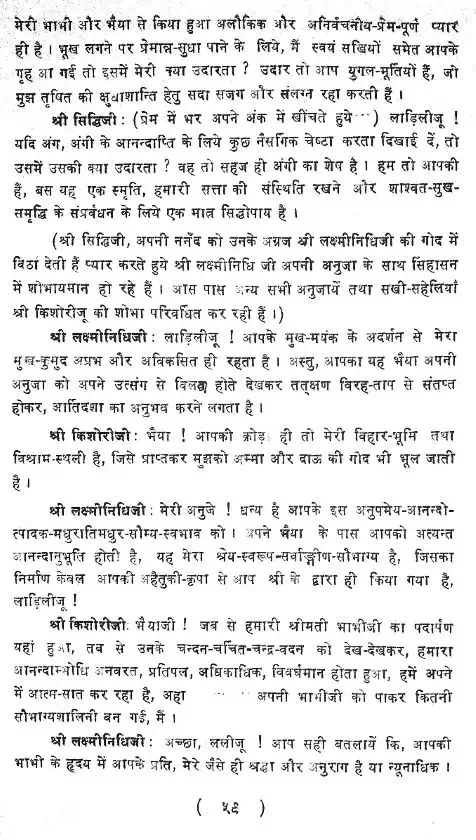 मेरी भाभी और भैया से किया हुआ अलौकिक और अनिर्वचनीय-प्रेम-पूर्ण प्यार
ही है । भूख लगने पर प्रेमान्न-सुधा पाने के लिये, मैं स्वयं सखियों समेत आपके
गृह आ गई तो इसमें मेरी क्या उदारता ? उदार तो आप युगल-मूर्तियाँ हैं, जो
मुझ तृषित की क्षुधाशान्ति हेतु सदा सजग और संलग्न रहा करती हैं ।
श्री सिद्धिजी : (प्रेम में भर अपने अंक में खींचते हुये···) लाड़िलीजू !
यदि अंग, अंगी के आनन्दाप्ति के लिये कुछ नैसर्गिक चेष्टा करता दिखाई दें, तो
उसमें उसकी क्या उदारता ? वह तो सहज ही अंगी का शेष है । हम तो आपकी
हैं, बस यह एक स्मृति, हमारी सत्ता की संस्थिति रखने और शाश्वत-सुख-
समृद्धि के संप्रवंधन के लिये एक मात्र सिद्धोपाय है ।
(श्री सिद्धिजी, अपनी ननँद को उनके अग्रज श्री लक्ष्मीनिधिजी की गोद में
बिठा देती हैं प्यार करते हुये श्री लक्ष्मीनिधि जी अपनी अनुजा के साथ सिंहासन
में शोभायमान हो रहे हैं । आस पास अन्य सभी अनुजायें तथा सखी-सहेलियाँ
श्री किशोरीजू की शोभा परिवर्धित कर रही हैं ।)
श्री लक्ष्मीनिधिजी : लाड़िलीजू ! आपके मुख-मयंक के अदर्शन से मेरा
मुख-कुमुद अप्रभ और अविकसित ही रहता है । अस्तु, आपका यह भैया अपनी
अनुजा को अपने उत्संग से विलग होते देखकर तत्क्षण विरह-ताप से संतप्त
होकर, आर्तिदशा का अनुभव करने लगता है ।
श्री किशोरीजी : भैया ! आपकी क्रोड़ ही तो मेरी विहार-भूमि तथा
विश्राम-स्थली है, जिसे प्राप्तकर मुझको अम्मा और दाऊ की गोद भी भूल जाती
है ।
श्री लक्ष्मीनिधिजी : मेरी अनुजे ! धन्य है आपके इस अनुपमेय-आनन्दो-
त्पादक-मधुरातिमधुर-सौम्य-स्वभाव को । अपने भैया के पास आपको अत्यन्त
आनन्दानुभूति होती है, यह मेरा श्रेय-स्वरूप-सर्वाङ्गीण-सौभाग्य है, जिसका
निर्माण केवल आपकी अहैतुकी-कृपा से आप श्री के द्वारा ही किया गया है,
लाड़िलीजू !
श्री किशोरीजी : भैयाजी ! जब से हमारी श्रीमती भाभीजी का पदार्पण
यहां हुआ, तब से उनके चन्दन-चर्चित-चन्द्र-वदन को देख-देखकर, हमारा
आनन्दाम्भोधि अनवरत, प्रतिपल, अधिकाधिक, विवर्धमान होता हुआ, हमें अपने
में आत्म-सात कर रहा है, अहा ······ अपनी भाभीजी को पाकर कितनी
सौभाग्यशालिनी बन गई, मैं ।
श्री लक्ष्मीनिधिजी : अच्छा, ललीजू ! आप सही बतलायें कि, आपकी
भाभी के हृदय में आपके प्रति, मेरे जैसे ही श्रद्धा और अनुराग है या न्यूनाधिक ।
( ५९ )